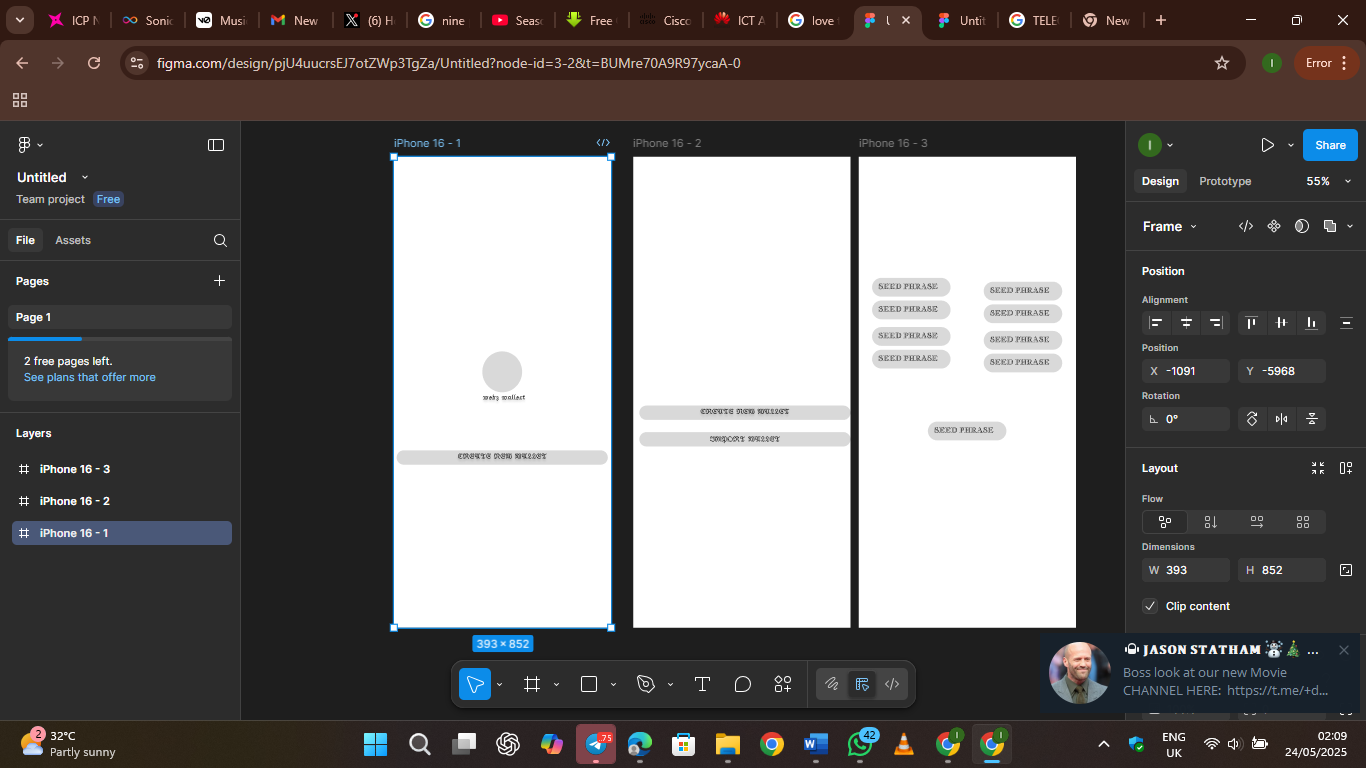 ICP N
Sonic
Music
New
(6) H
nine
Seas
Free
Cisco
ICT A
love t
U
Untit
TELE
New
figma.com/design/pjU4uucrsEJ7otZWp3TgZa/Untitled?node-id=3-2&t=BUMre70A9R97ycaA-0
I
Error
Untitled
Team project Free
File Assets
Pages
Page 1
2 free pages left.
See plans that offer more
Layers
iPhone 16 - 3
iPhone 16 - 2
iPhone 16 - 1
iPhone 16 - 1
web3 wallet
CREATE NEW WALLET
393 × 852
iPhone 16 - 2
CREATE NEW WALLET
IMPORT WALLET
iPhone 16 - 3
SEED PHRASE SEED PHRASE
SEED PHRASE SEED PHRASE
SEED PHRASE SEED PHRASE
SEED PHRASE SEED PHRASE
SEED PHRASE
I
Share
Design Prototype 55%
Frame
Position
Alignment
Position
X -1091 Y -5968
Rotation
0°
Layout
Flow
Dimensions
W 393 H 852
Clip content
JASON STATHAM ☃️🎄 ...
Boss look at our new Movie
CHANNEL HERE: https://t.me/+d...
2
32°C
Partly sunny
75
42
I
I
ENG
UK
02:09
24/05/2025